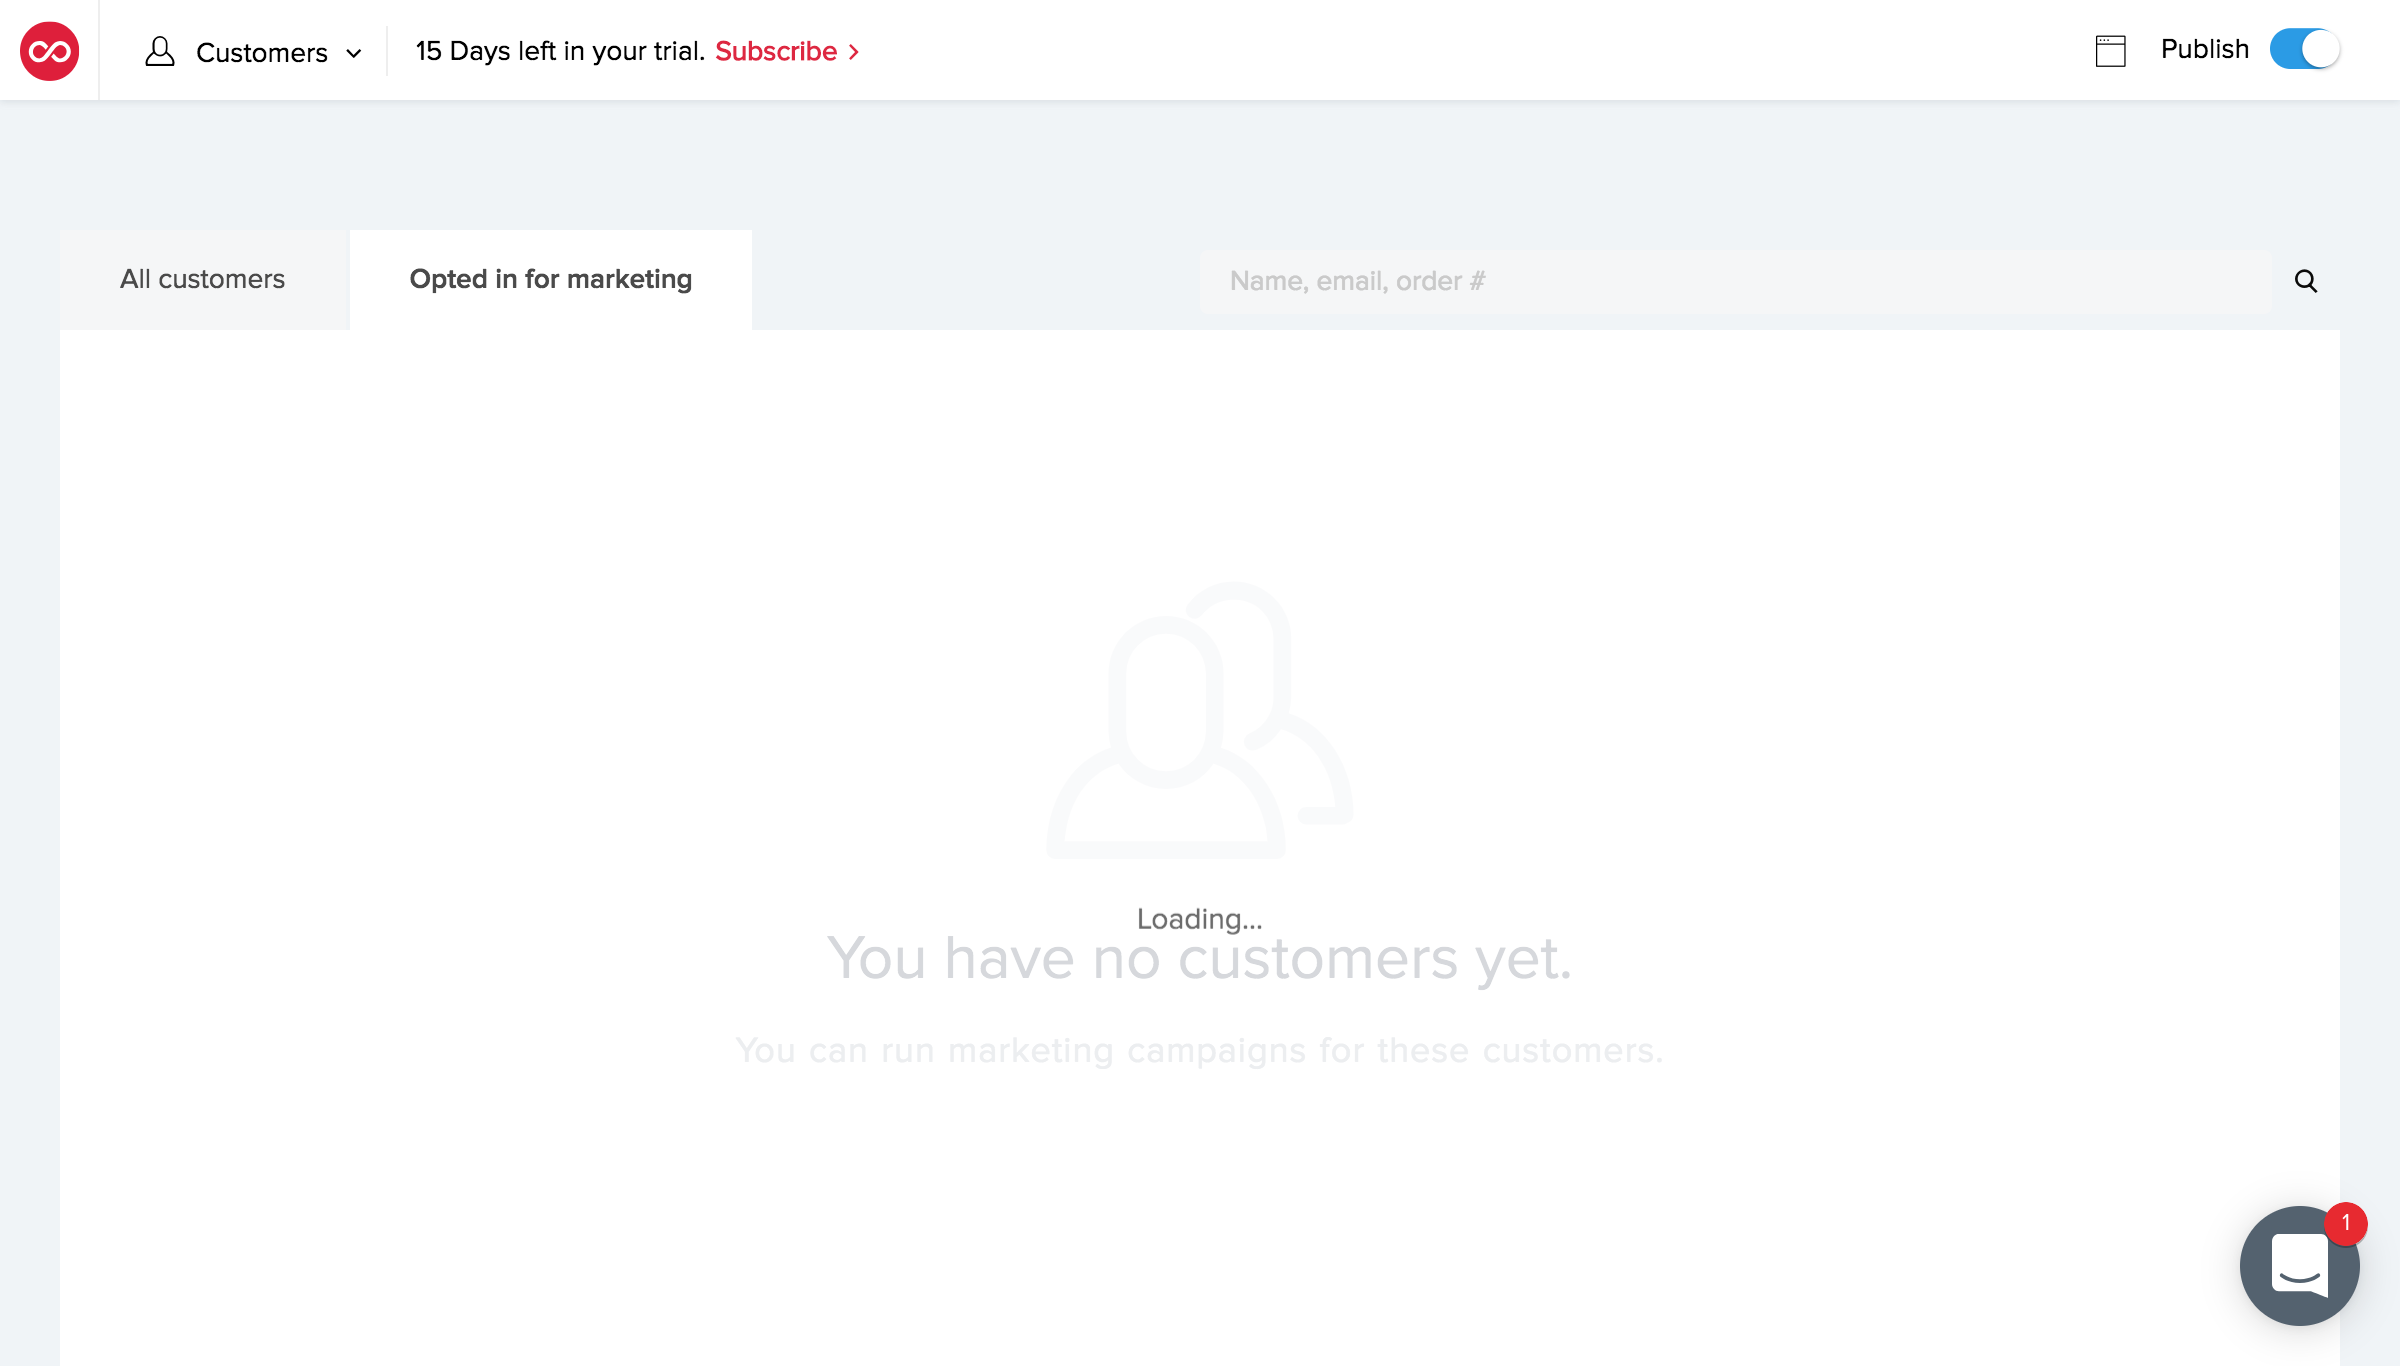 Customers
15 Days left in your trial. Subscribe >
Publish
All customers
Opted in for marketing
Name, email, order #
Loading...
You have no customers yet.
You can run marketing campaigns for these customers.
1